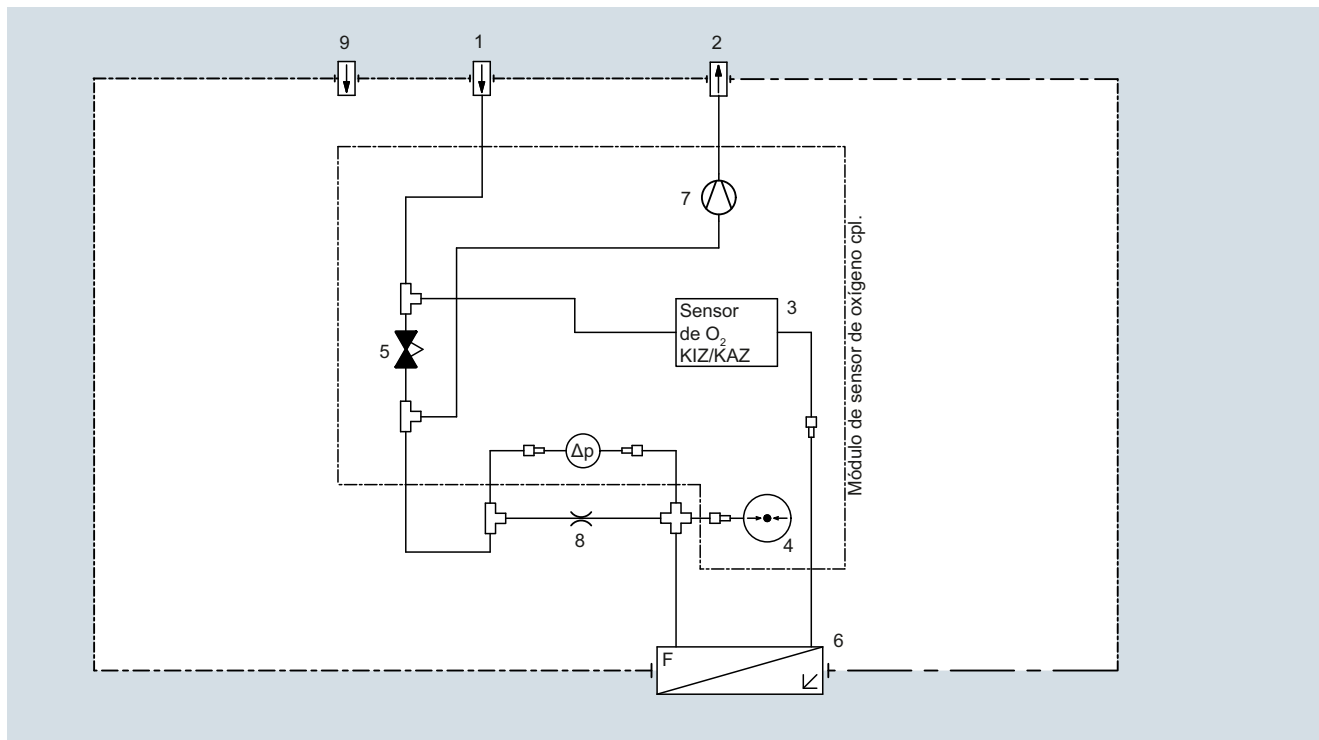 9
1
2
7
Sensor
de O₂
KIZ/KAZ
3
5
Módulo de sensor de oxígeno cpl.
Δp
8
4
6
F